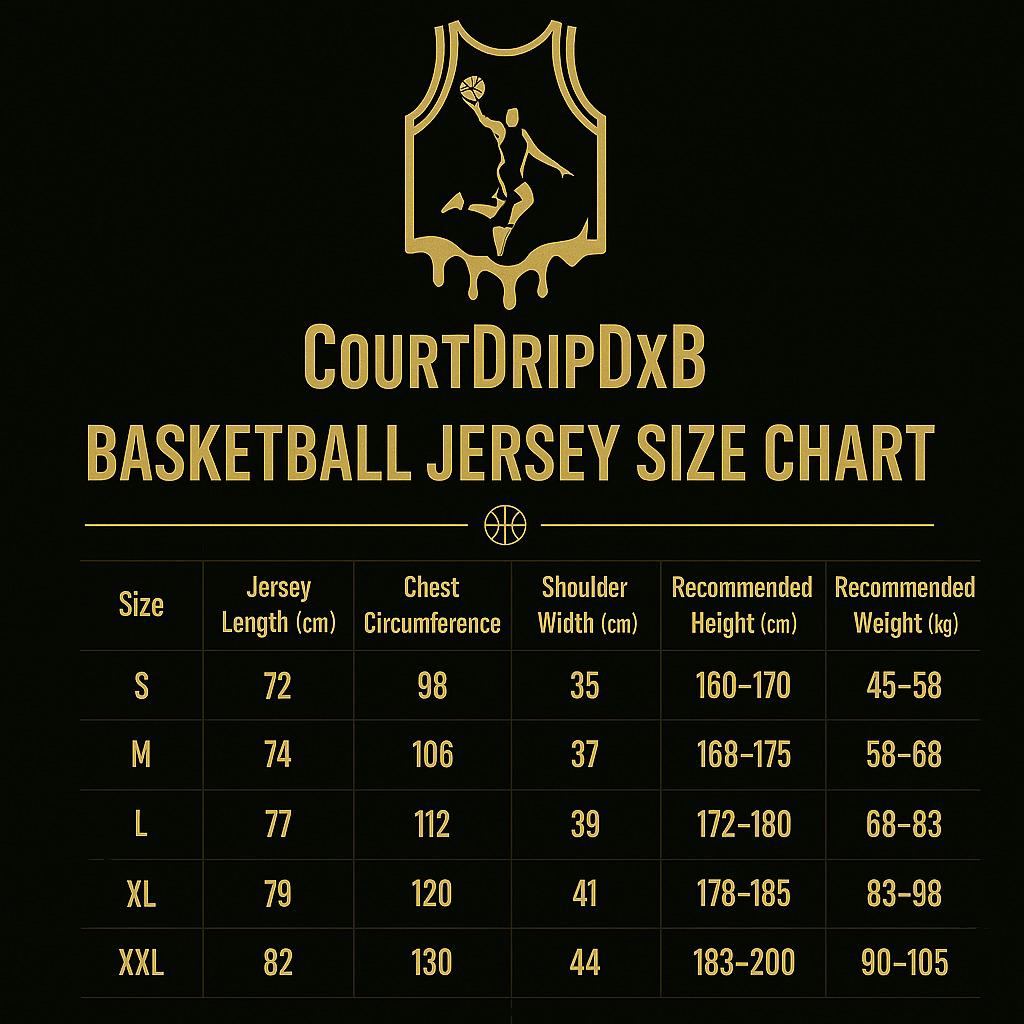 CourtDripDxB
BASKETBALL JERSEY SIZE CHART
Size | Jersey Length (cm) | Chest Circumference | Shoulder Width (cm) | Recommended Height (cm) | Recommended Weight (kg)
S | 72 | 98 | 35 | 160–170 | 45–58
M | 74 | 106 | 37 | 168–175 | 58–68
L | 77 | 112 | 39 | 172–180 | 68–83
XL | 79 | 120 | 41 | 178–185 | 83–98
XXL | 82 | 130 | 44 | 183–200 | 90–105